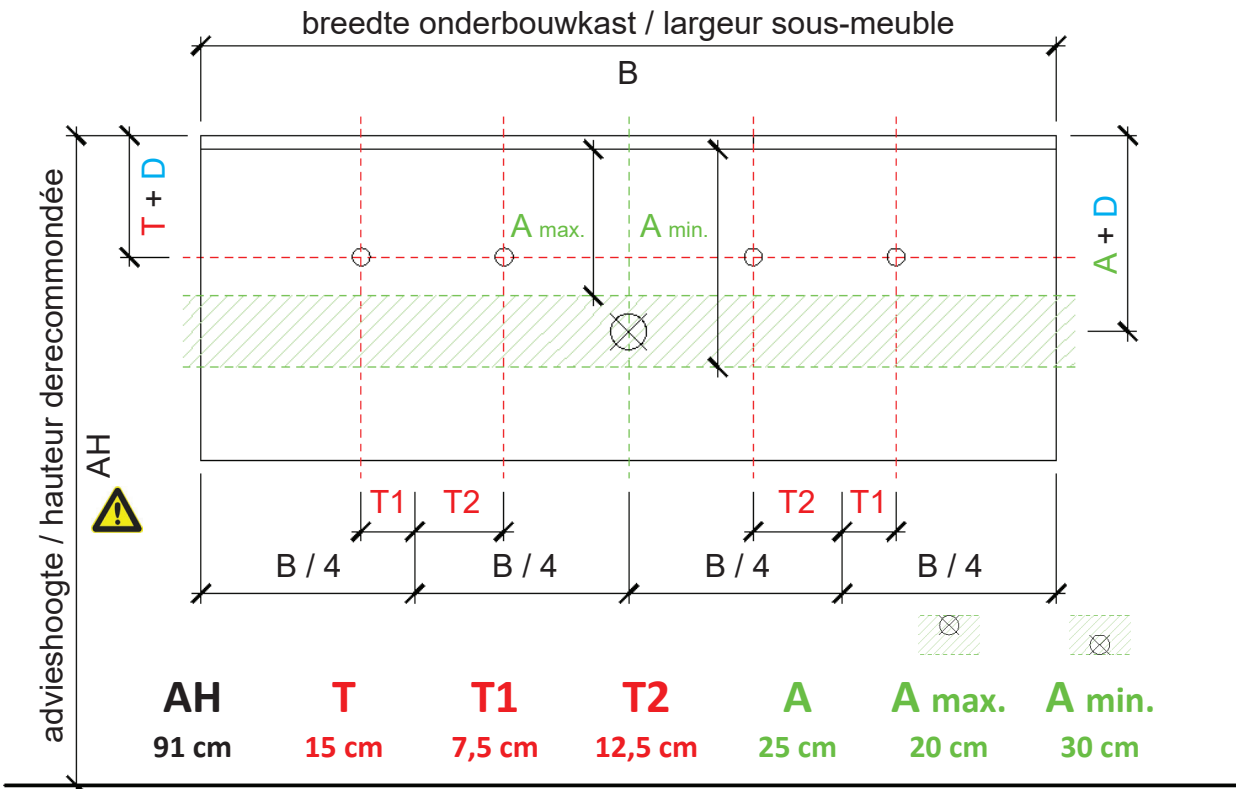 breedte onderbouwkast / largeur sous-meuble
B
advieshoogte / hauteur derecommondée
AH
T + D
A max.
A min.
A + D
T1
T2
T2
T1
B / 4
B / 4
B / 4
B / 4
AH T T1 T2 A A max. A min.
91 cm 15 cm 7,5 cm 12,5 cm 25 cm 20 cm 30 cm